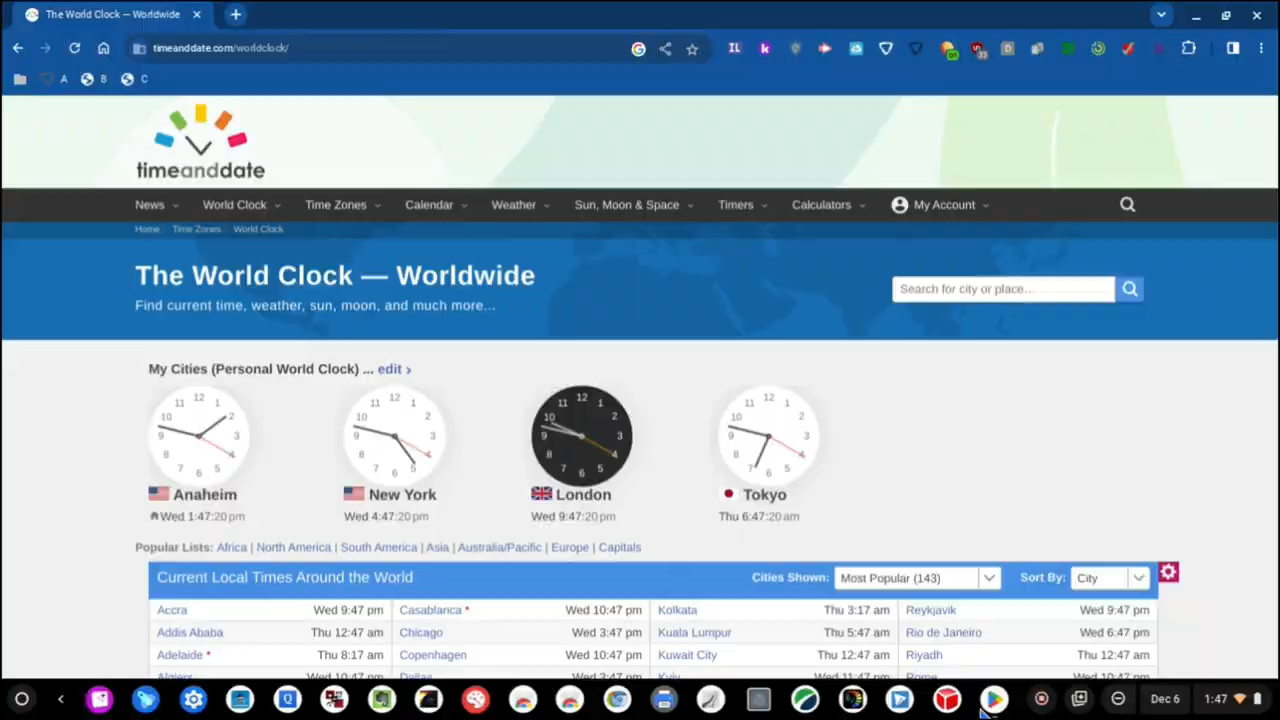 The World Clock — Worldwide
timeanddate.com/worldclock/
A B C
timeanddate
News World Clock Time Zones Calendar Weather Sun, Moon & Space Timers Calculators My Account
Home Time Zones World Clock
The World Clock — Worldwide
Find current time, weather, sun, moon, and much more...
Search for city or place...
My Cities (Personal World Clock) ... edit ›
Anaheim New York London Tokyo
Wed 1:47:20 pm Wed 4:47:20 pm Wed 9:47:20 pm Thu 6:47:20 am
Popular Lists: Africa | North America | South America | Asia | Australia/Pacific | Europe | Capitals
Current Local Times Around the World Cities Shown: Most Popular (143) Sort By: City
Accra Wed 9:47 pm Casablanca * Wed 10:47 pm Kolkata Thu 3:17 am Reykjavik Wed 9:47 pm
Addis Ababa Thu 12:47 am Chicago Wed 3:47 pm Kuala Lumpur Thu 5:47 am Rio de Janeiro Wed 6:47 pm
Adelaide * Thu 8:17 am Copenhagen Wed 10:47 pm Kuwait City Thu 12:47 am Riyadh Thu 12:47 am
Dec 6 1:47